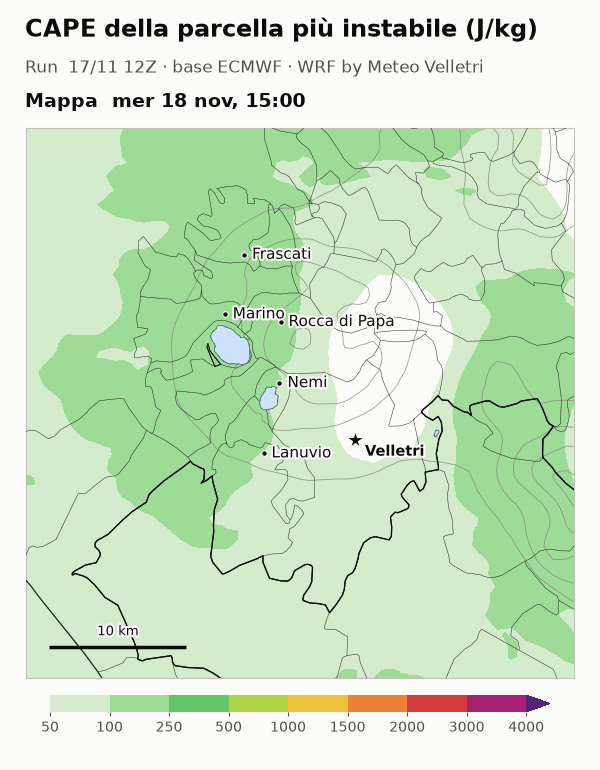 CAPE della parcella più instabile (J/kg)
Run  17/11 12Z · base ECMWF · WRF by Meteo Velletri
Mappa  mer 18 nov, 15:00
Frascati
Marino
Rocca di Papa
Nemi
Velletri
Lanuvio
10 km
50 100 250 500 1000 1500 2000 3000 4000